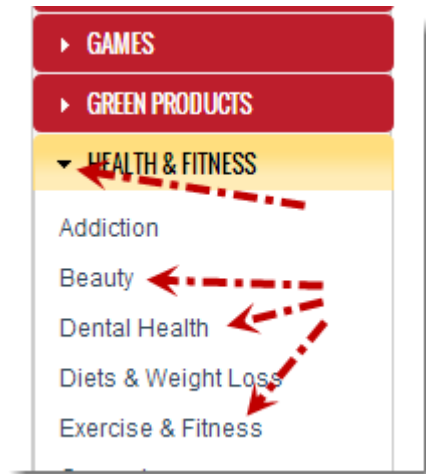 GAMES
GREEN PRODUCTS
HEALTH & FITNESS
Addiction
Beauty
Dental Health
Diets & Weight Loss
Exercise & Fitness